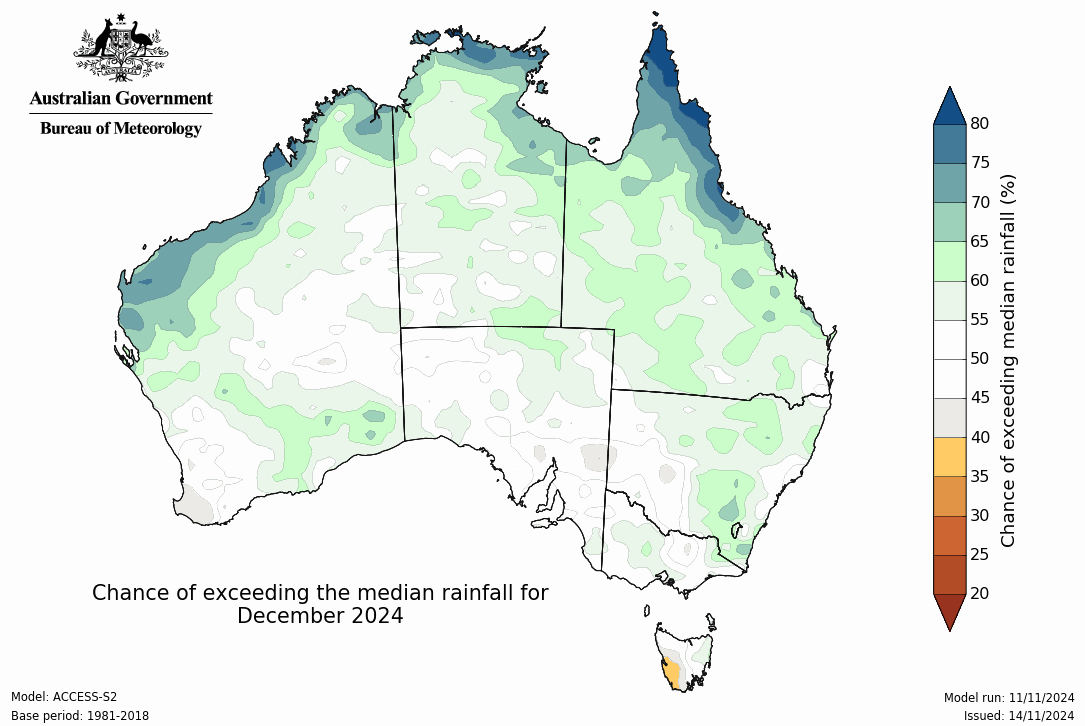 Australian Government
Bureau of Meteorology
80
75
70
65
60
55
50
45
40
35
30
25
20
Chance of exceeding median rainfall (%)
Chance of exceeding the median rainfall for
December 2024
Model: ACCESS-S2
Base period: 1981-2018
Model run: 11/11/2024
Issued: 14/11/2024